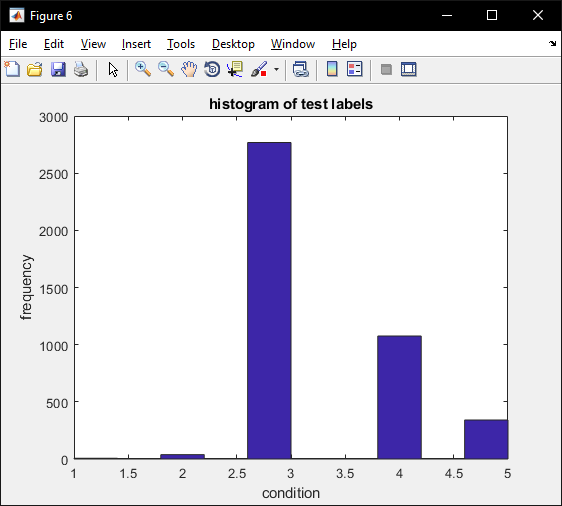 Figure 6
File Edit View Insert Tools Desktop Window Help
histogram of test labels
3000
2500
2000
1500
1000
500
0
frequency
1 1.5 2 2.5 3 3.5 4 4.5 5
condition